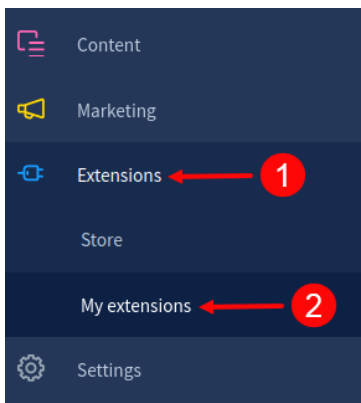 Content
Marketing
Extensions 1
Store
My extensions 2
Settings